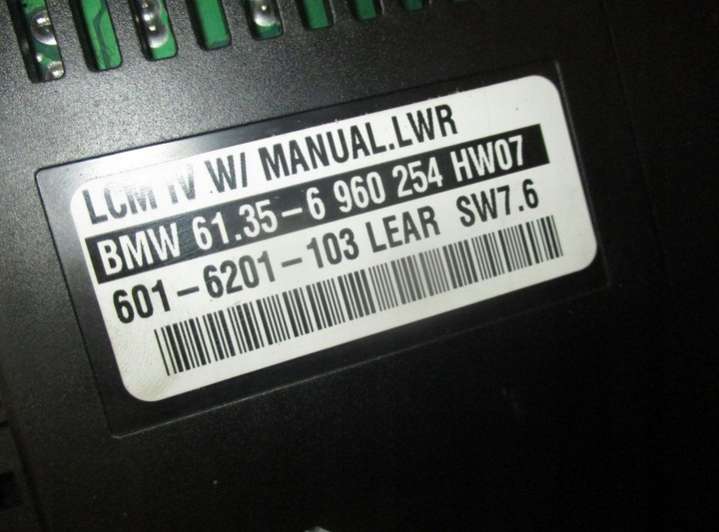 LCM IV W/ MANUAL.LWR
BMW 61.35-6 960 254 HW07
601-6201-103 LEAR SW7.6